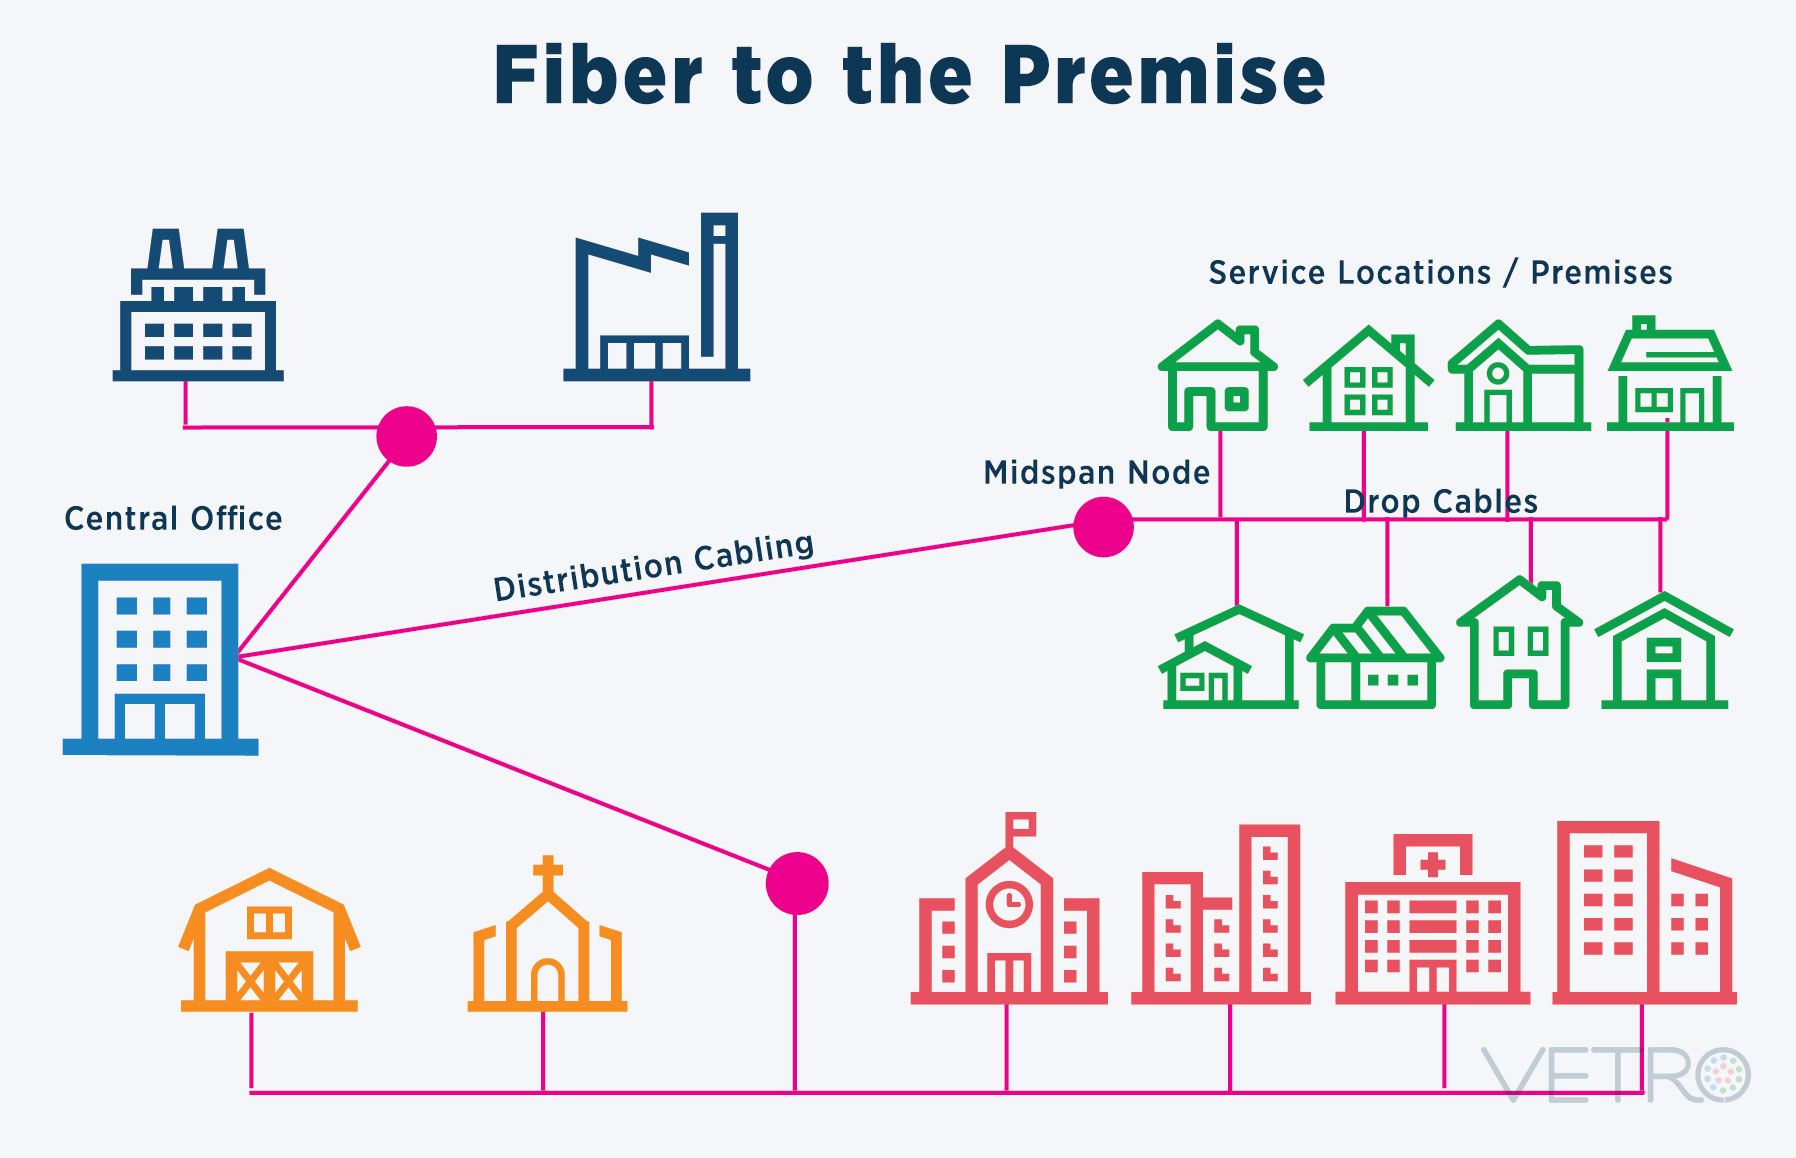 Fiber to the Premise
Service Locations / Premises
Midspan Node
Drop Cables
Central Office
Distribution Cabling
VETRO